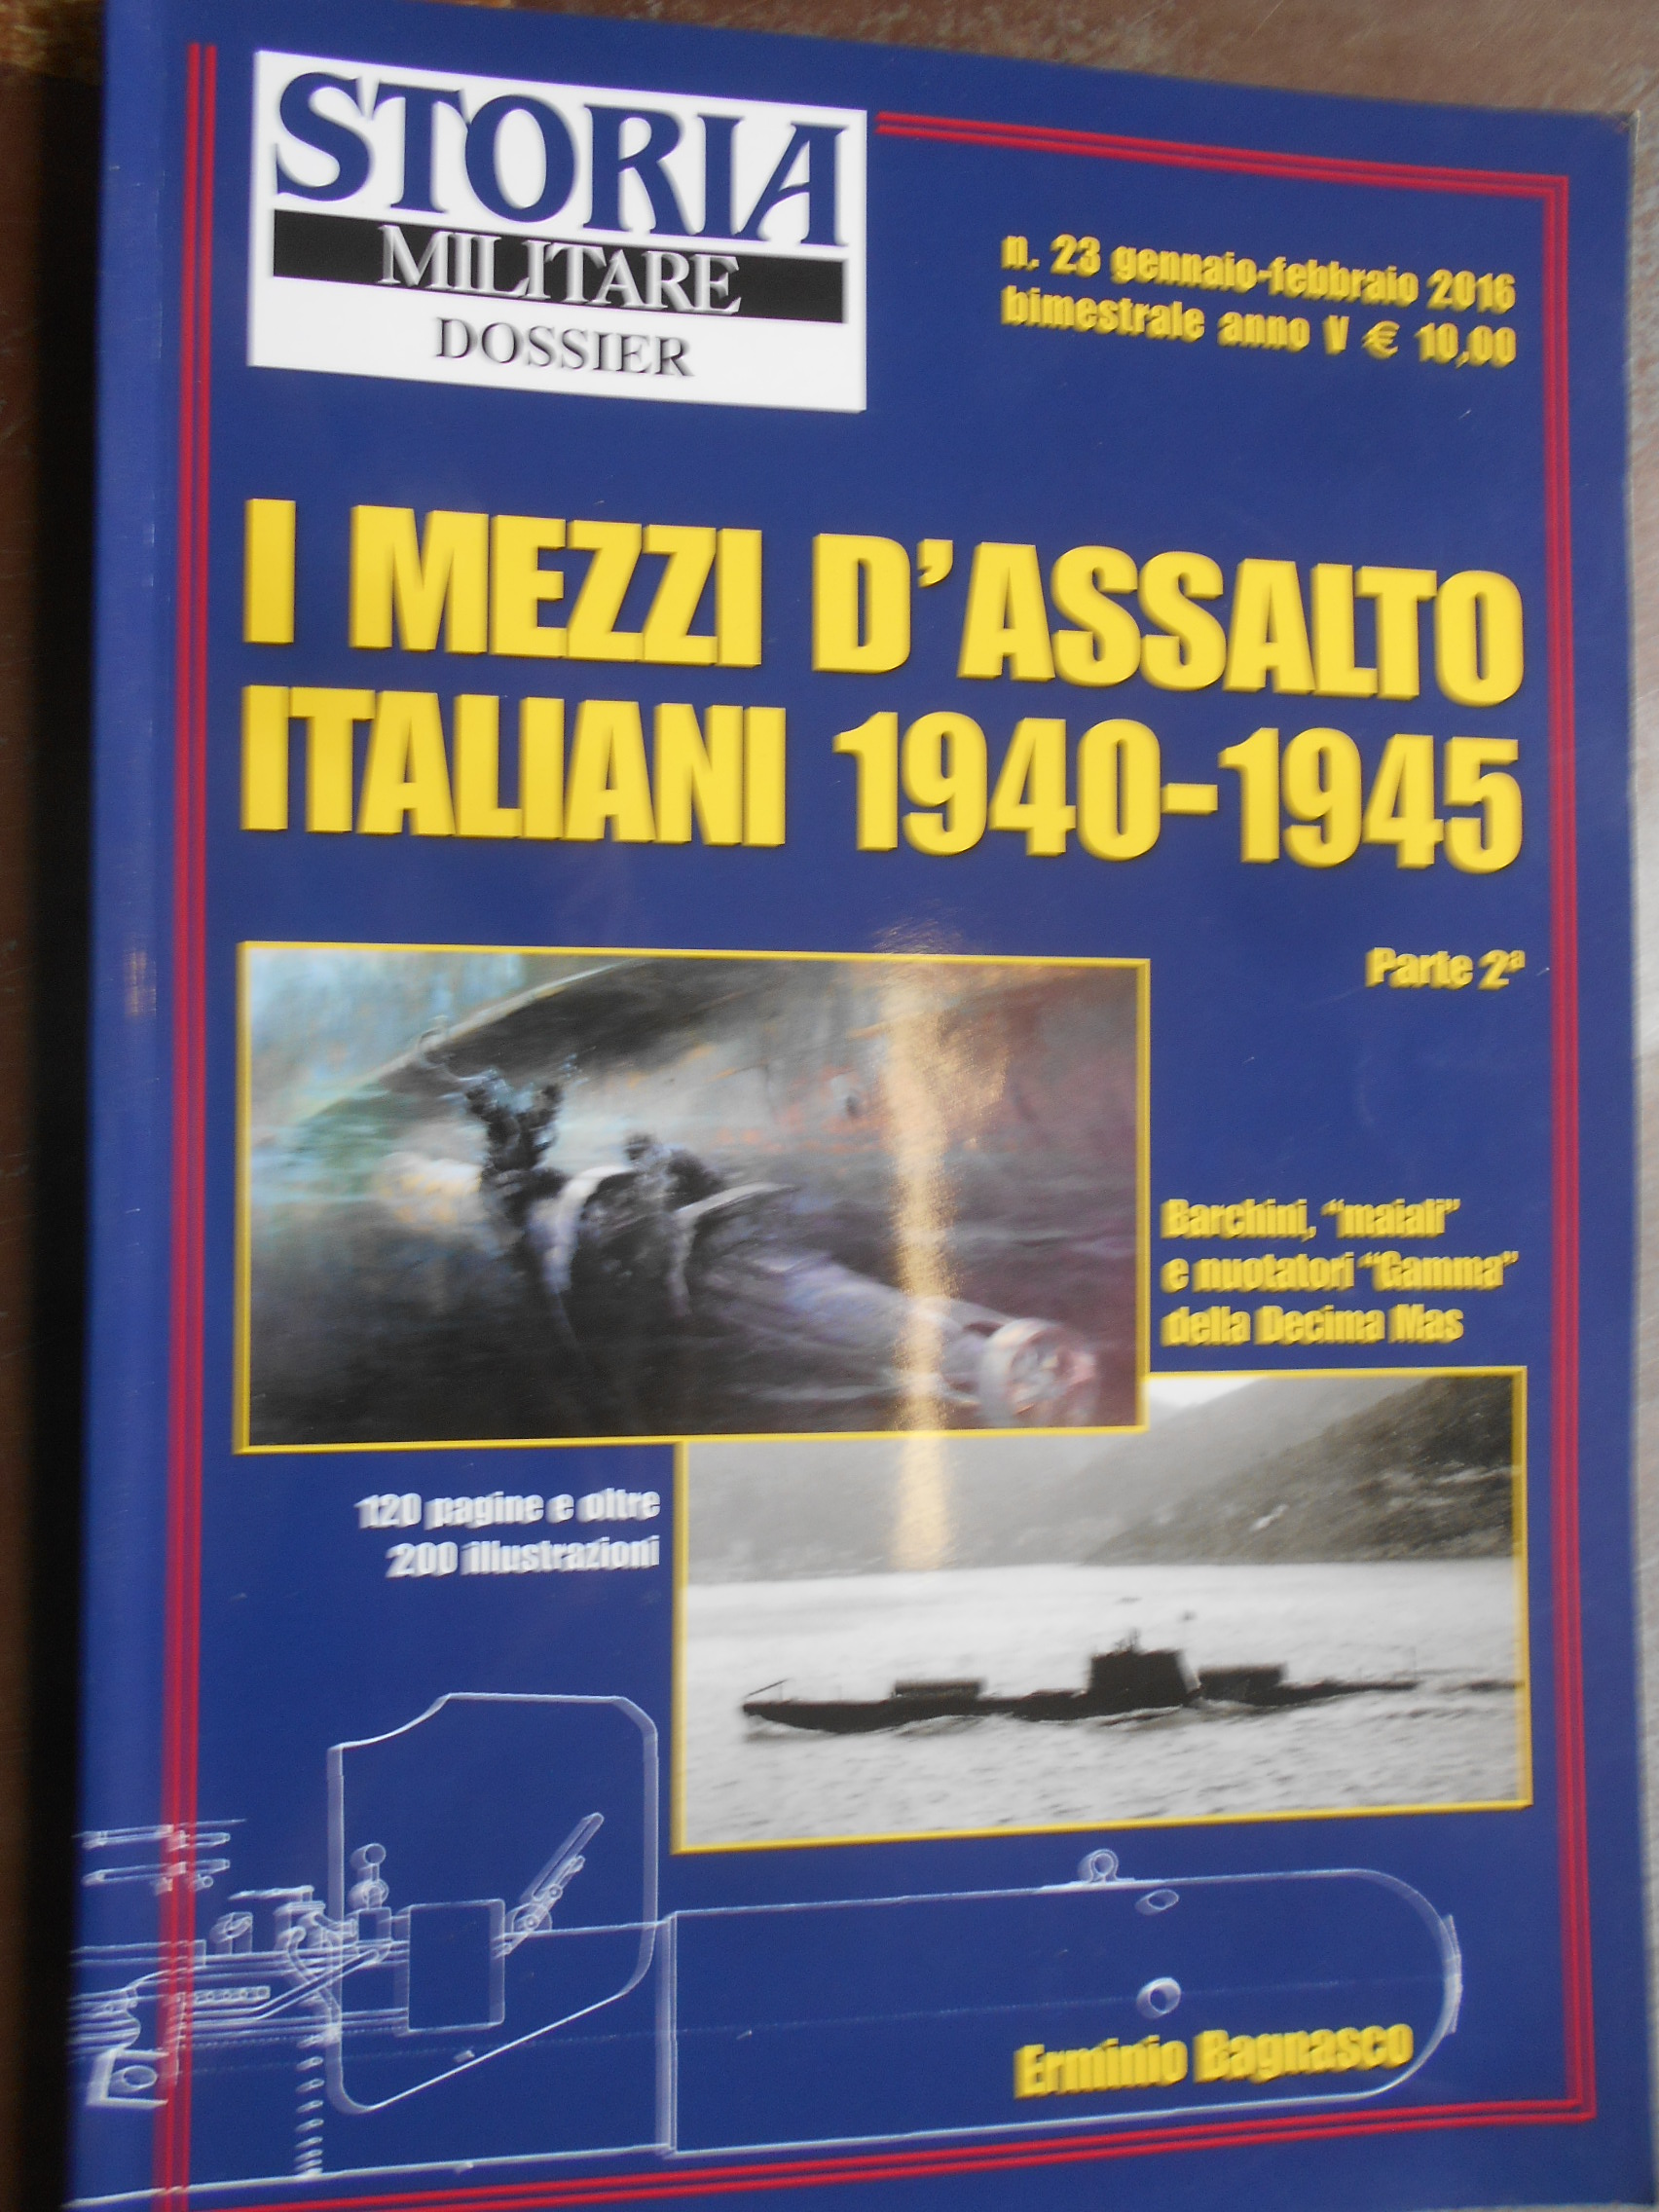 STORIA
MILITARE
DOSSIER
n. 23 gennaio-febbraio 2016
bimestrale anno V € 10,00
I MEZZI D'ASSALTO
ITALIANI 1940-1945
Parte 2ª
Barchini, “maiali”
e nuotatori “Gamma”
della Decima Mas
120 pagine e oltre
200 illustrazioni
Erminio Bagnasco